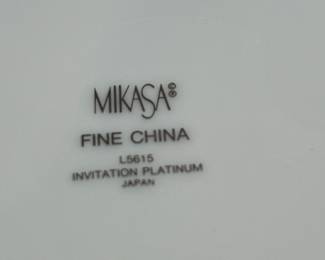 MIKASA©®
FINE CHINA
L5615
INVITATION PLATINUM
JAPAN